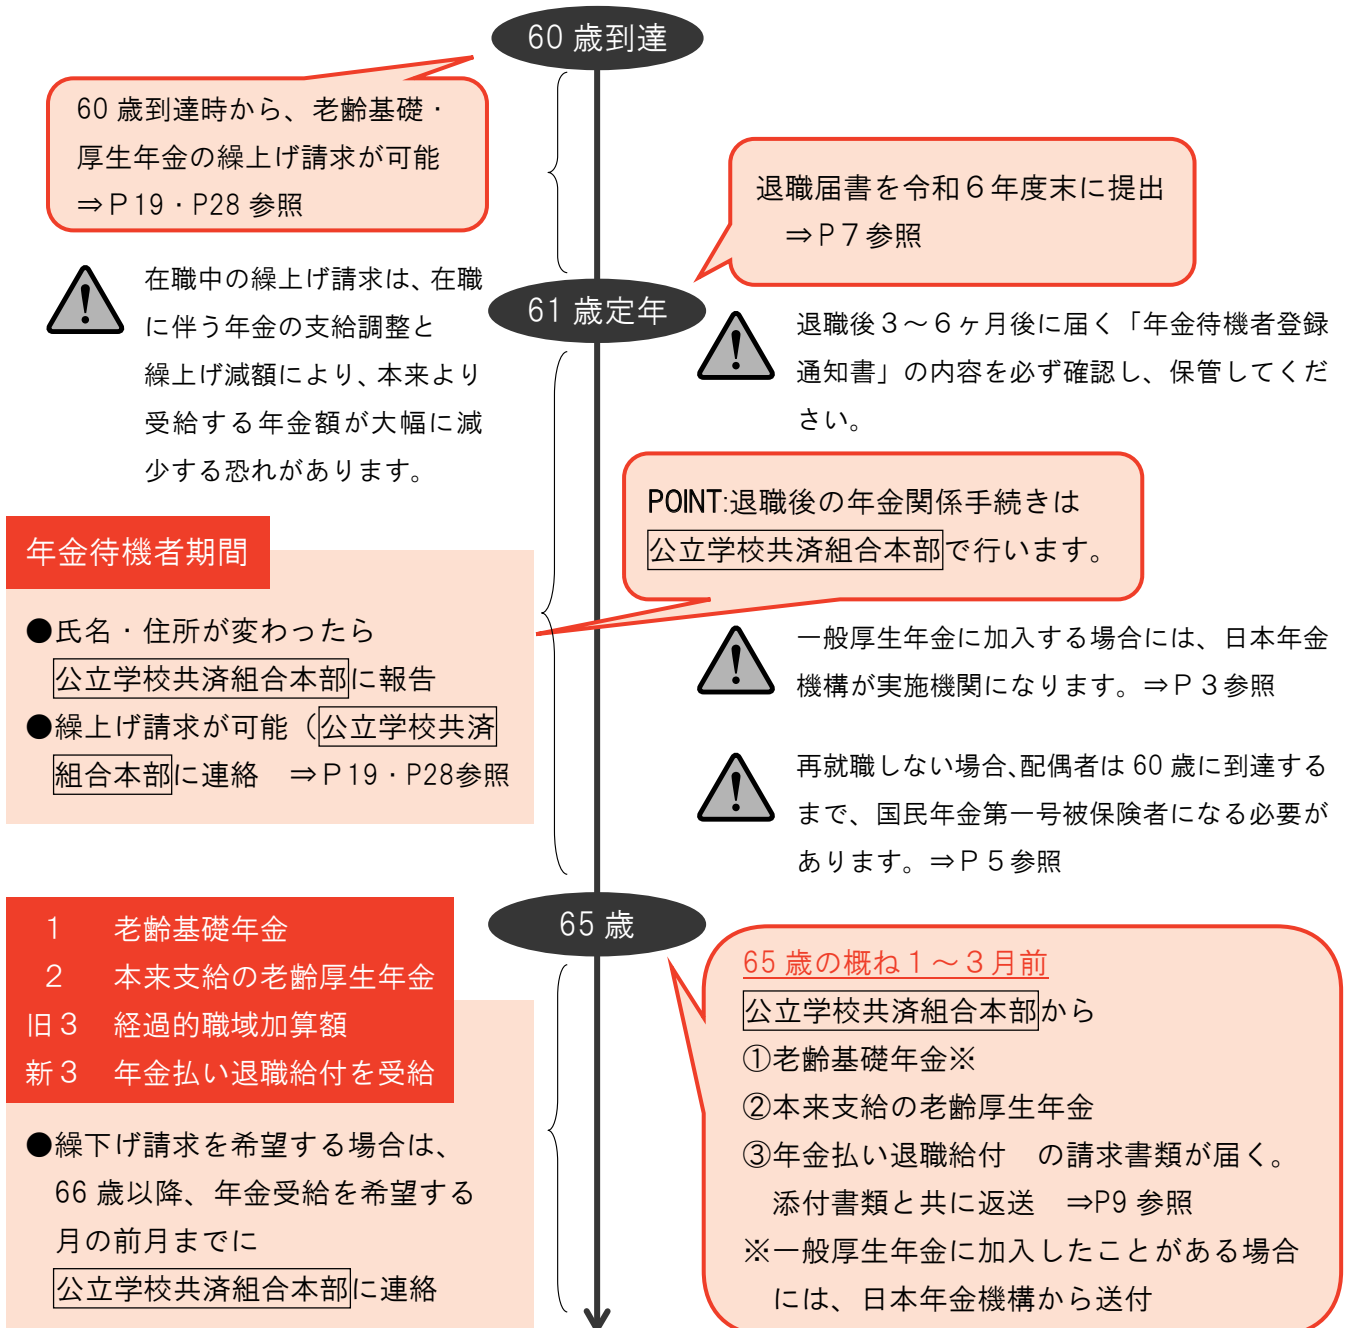 60 歳到達
60 歳到達時から、老齢基礎・
厚生年金の繰上げ請求が可能
⇒Ｐ19・P28 参照
退職届書を令和６年度末に提出
⇒Ｐ７参照
在職中の繰上げ請求は、在職
に伴う年金の支給調整と
繰上げ減額により、本来より
受給する年金額が大幅に減
少する恐れがあります。
61 歳定年
退職後３～６ヶ月後に届く「年金待機者登録
通知書」の内容を必ず確認し、保管してくだ
さい。
POINT:退職後の年金関係手続きは
公立学校共済組合本部で行います。
年金待機者期間
●氏名・住所が変わったら
公立学校共済組合本部に報告
●繰上げ請求が可能（公立学校共済
組合本部に連絡　⇒Ｐ19・P28参照
一般厚生年金に加入する場合には、日本年金
機構が実施機関になります。⇒Ｐ３参照
再就職しない場合、配偶者は 60 歳に到達する
まで、国民年金第一号被保険者になる必要が
あります。⇒Ｐ５参照
65 歳
１　老齢基礎年金
２　本来支給の老齢厚生年金
旧３　経過的職域加算額
新３　年金払い退職給付を受給
●繰下げ請求を希望する場合は、
66 歳以降、年金受給を希望する
月の前月までに
公立学校共済組合本部に連絡
65 歳の概ね１～３月前
公立学校共済組合本部から
①老齢基礎年金※
②本来支給の老齢厚生年金
③年金払い退職給付　の請求書類が届く。
添付書類と共に返送　⇒P9 参照
※一般厚生年金に加入したことがある場合
には、日本年金機構から送付